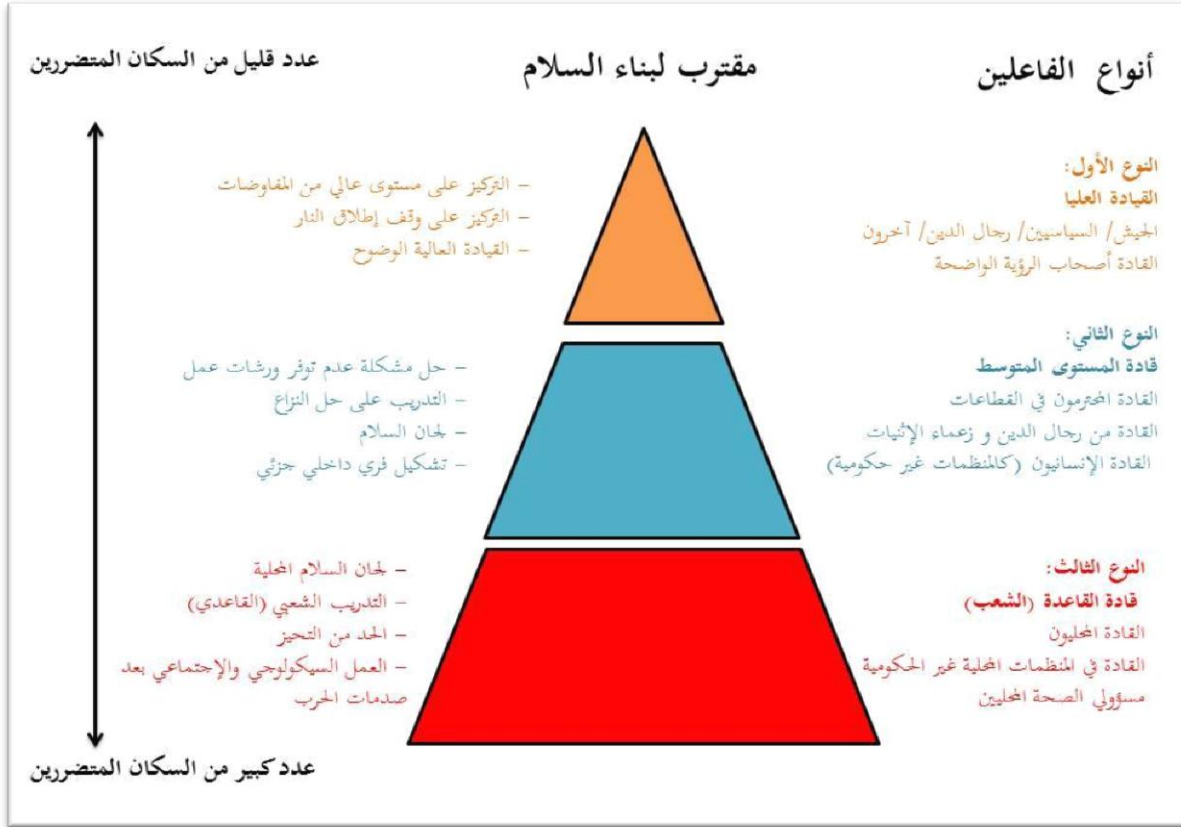 أنواع الفاعلين
مقترب لبناء السلام
عدد قليل من السكان المتضررين
النوع الأول:
القيادة العليا
الجيش/ السياسيين/ رجال الدين/ آخرون
القادة أصحاب الرؤية الواضحة
– التركيز على مستوى عالي من المفاوضات
– التركيز على وقف إطلاق النار
– القيادة العالية الوضوح
النوع الثاني:
قادة المستوى المتوسط
القادة المحترمون في القطاعات
القادة من رجال الدين و زعماء الإثنيات
القادة الإنسانيون (كالمنظمات غير حكومية)
– حل مشكلة عدم توفر ورشات عمل
– التدريب على حل النزاع
– لجان السلام
– تشكيل فري داخلي جزئي
النوع الثالث:
قادة القاعدة (الشعب)
القادة المحليون
القادة في المنظمات المحلية غير الحكومية
مسؤولي الصحة المحليين
– لجان السلام المحلية
– التدريب الشعبي (القاعدي)
– الحد من التحيز
– العمل السيكولوجي والإجتماعي بعد
صدمات الحرب
عدد كبير من السكان المتضررين